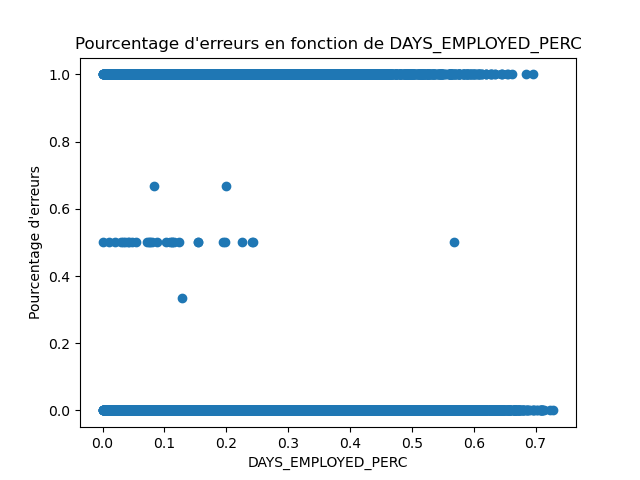 Pourcentage d'erreurs en fonction de DAYS_EMPLOYED_PERC
1.0
0.8
0.6
0.4
0.2
0.0
Pourcentage d'erreurs
0.0 0.1 0.2 0.3 0.4 0.5 0.6 0.7
DAYS_EMPLOYED_PERC